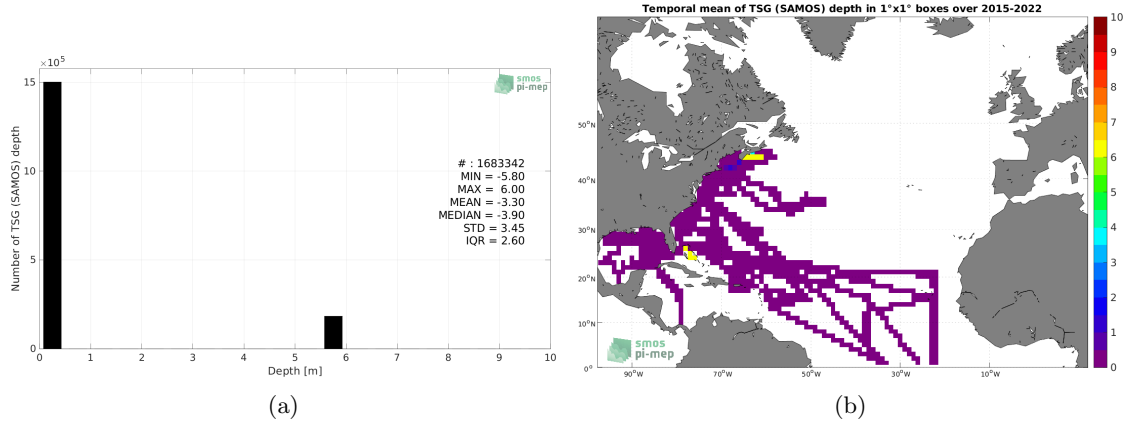 ×10⁵
15
10
5
0
Number of TSG (SAMOS) depth
smos
pi-mep
# : 1683342
MIN = -5.80
MAX = 6.00
MEAN = -3.30
MEDIAN = -3.90
STD = 3.45
IQR = 2.60
0 1 2 3 4 5 6 7 8 9 10
Depth [m]
(a)
Temporal mean of TSG (SAMOS) depth in 1°x1° boxes over 2015-2022
50°N
40°N
30°N
20°N
10°N
0°
90°W 70°W 50°W 30°W 10°W
smos
pi-mep
10
9
8
7
6
5
4
3
2
1
0
(b)